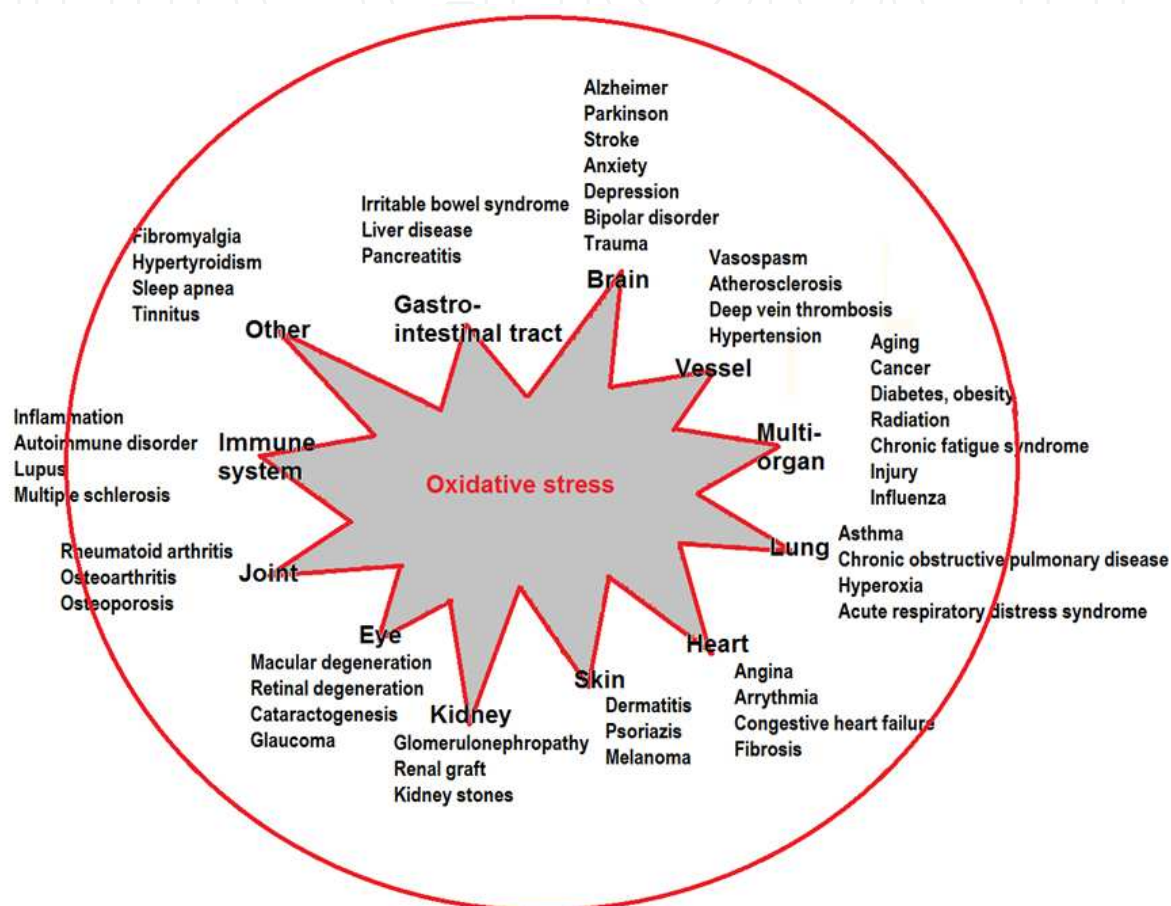 Alzheimer
Parkinson
Stroke
Anxiety
Depression
Bipolar disorder
Trauma
Brain
Irritable bowel syndrome
Liver disease
Pancreatitis
Gastro-
intestinal tract
Fibromyalgia
Hypertyroidism
Sleep apnea
Tinnitus
Other
Vasospasm
Atherosclerosis
Deep vein thrombosis
Hypertension
Vessel
Aging
Cancer
Diabetes, obesity
Radiation
Chronic fatigue syndrome
Injury
Influenza
Multi-
organ
Inflammation
Autoimmune disorder
Lupus
Multiple schlerosis
Immune
system
Oxidative stress
Asthma
Chronic obstructive pulmonary disease
Hyperoxia
Acute respiratory distress syndrome
Lung
Rheumatoid arthritis
Osteoarthritis
Osteoporosis
Joint
Eye
Macular degeneration
Retinal degeneration
Cataractogenesis
Glaucoma
Kidney
Glomerulonephropathy
Renal graft
Kidney stones
Skin
Dermatitis
Psoriazis
Melanoma
Heart
Angina
Arrythmia
Congestive heart failure
Fibrosis